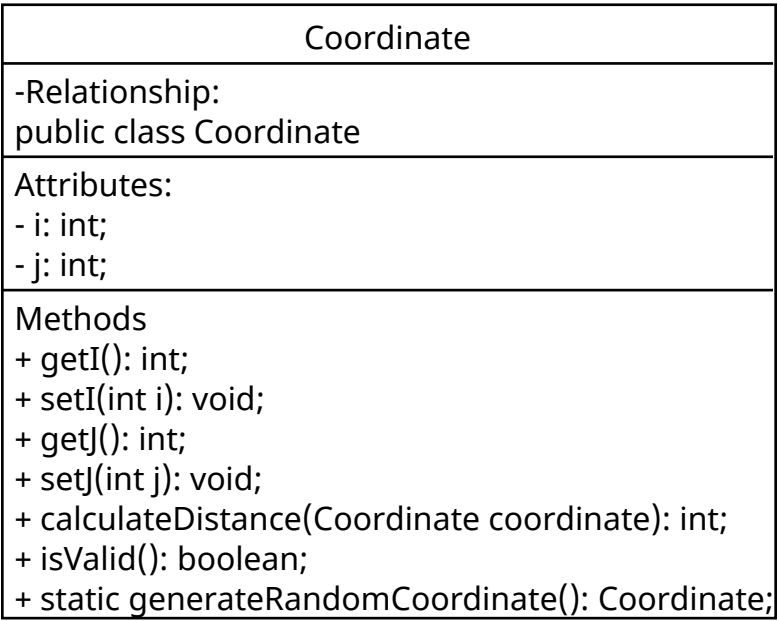 Coordinate
-Relationship:
public class Coordinate
Attributes:
- i: int;
- j: int;
Methods
+ getI(): int;
+ setI(int i): void;
+ getJ(): int;
+ setJ(int j): void;
+ calculateDistance(Coordinate coordinate): int;
+ isValid(): boolean;
+ static generateRandomCoordinate(): Coordinate;